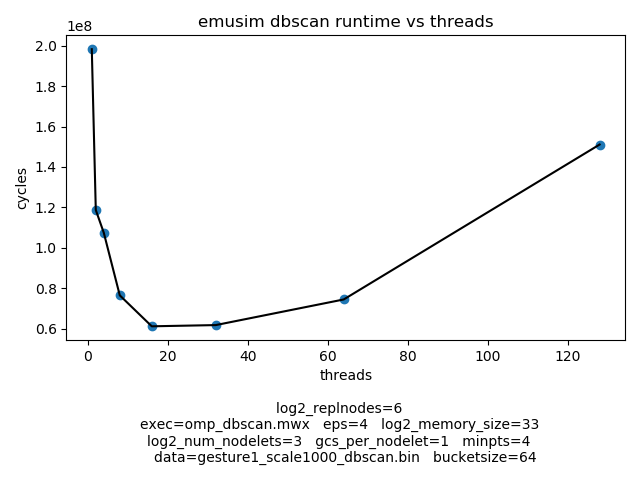 emusim dbscan runtime vs threads
1e8
2.0
1.8
1.6
1.4
1.2
1.0
0.8
0.6
cycles
0 20 40 60 80 100 120
threads
log2_replnodes=6
exec=omp_dbscan.mwx eps=4 log2_memory_size=33
log2_num_nodelets=3 gcs_per_nodelet=1 minpts=4
data=gesture1_scale1000_dbscan.bin bucketsize=64